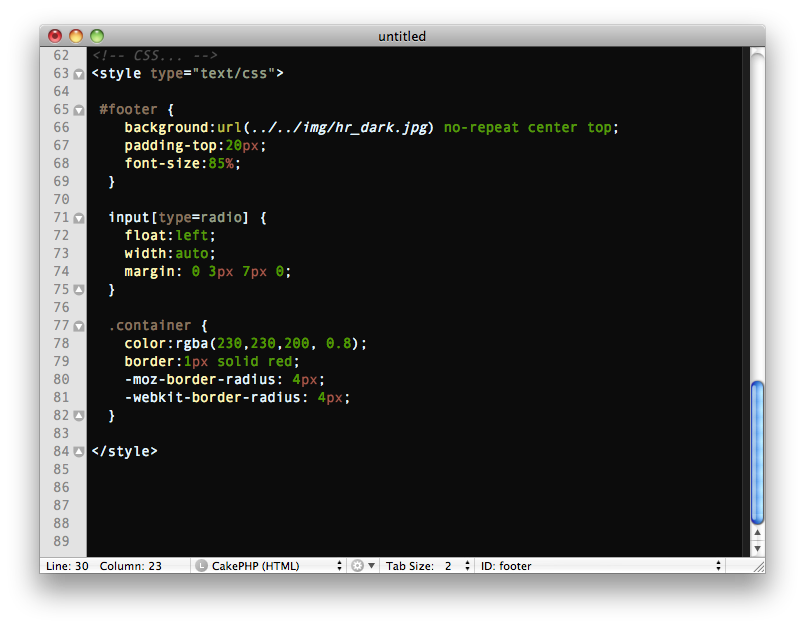 untitled
62 <!-- CSS... -->
63 <style type="text/css">
64
65 #footer {
66 background:url(../../img/hr_dark.jpg) no-repeat center top;
67 padding-top:20px;
68 font-size:85%;
69 }
70
71 input[type=radio] {
72 float:left;
73 width:auto;
74 margin: 0 3px 7px 0;
75 }
76
77 .container {
78 color:rgba(230,230,200, 0.8);
79 border:1px solid red;
80 -moz-border-radius: 4px;
81 -webkit-border-radius: 4px;
82 }
83
84 </style>
85
86
87
88
89
Line: 30 Column: 23 L CakePHP (HTML) Tab Size: 2 ID: footer